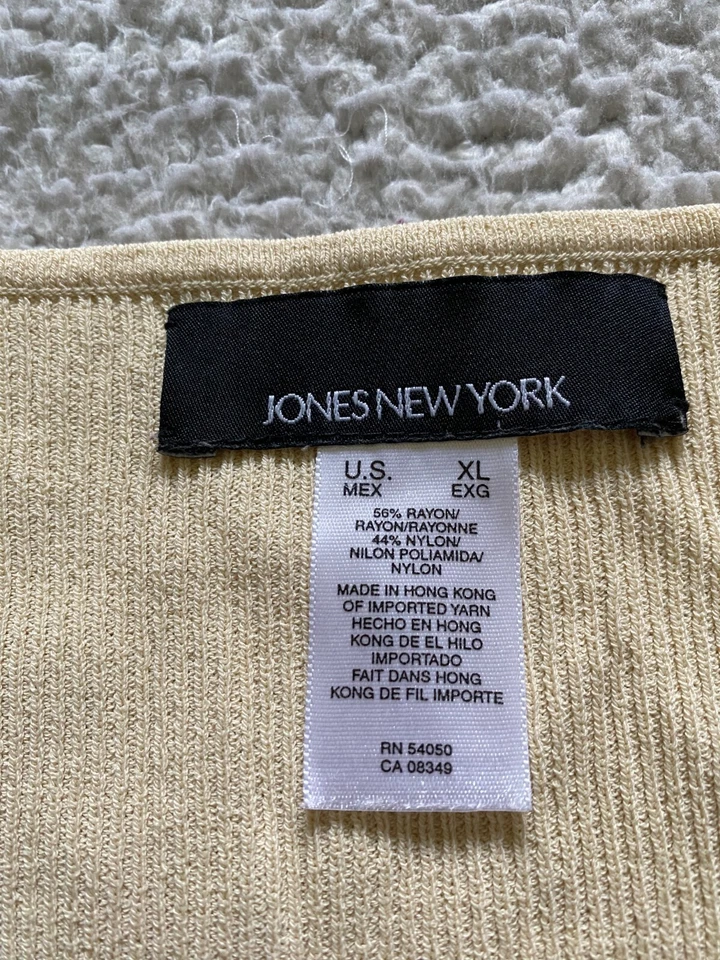 JONES NEW YORK
U.S. XL
MEX EXG
56% RAYON/
RAYON/RAYONNE
44% NYLON/
NILON POLIAMIDA/
NYLON
MADE IN HONG KONG
OF IMPORTED YARN
HECHO EN HONG
KONG DE EL HILO
IMPORTADO
FAIT DANS HONG
KONG DE FIL IMPORTE
RN 54050
CA 08349